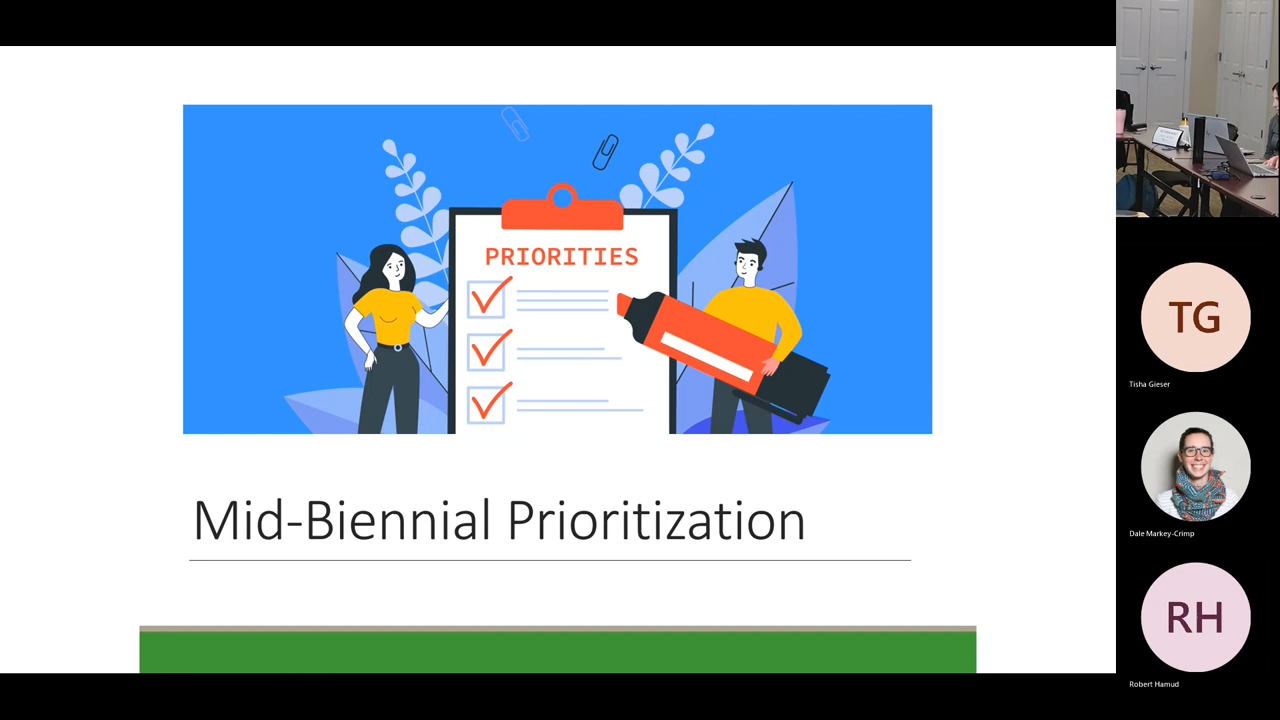 PRIORITIES
Mid-Biennial Prioritization
TG
Tisha Gieser
Dale Markey-Crimp
RH
Robert Hamud